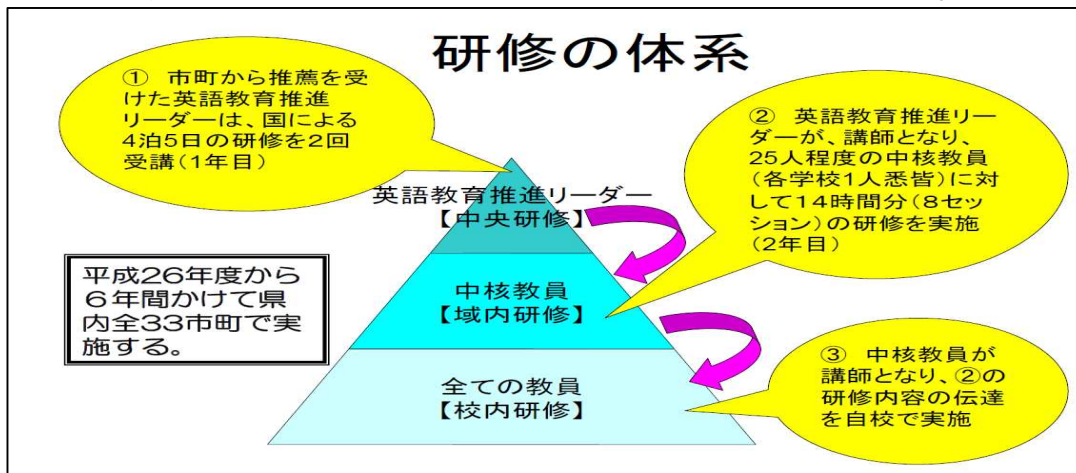 研修の体系
① 市町から推薦を受
けた英語教育推進
リーダーは、国による
4泊5日の研修を2回
受講(1年目)
② 英語教育推進リー
ダーが、講師となり、
25人程度の中核教員
(各学校1人悉皆)に対
して14時間分(8セッ
ション)の研修を実施
(2年目)
英語教育推進リーダー
【中央研修】
平成26年度から
6年間かけて県
内全33市町で実
施する。
中核教員
【域内研修】
③ 中核教員が
講師となり、②の
研修内容の伝達
を自校で実施
全ての教員
【校内研修】